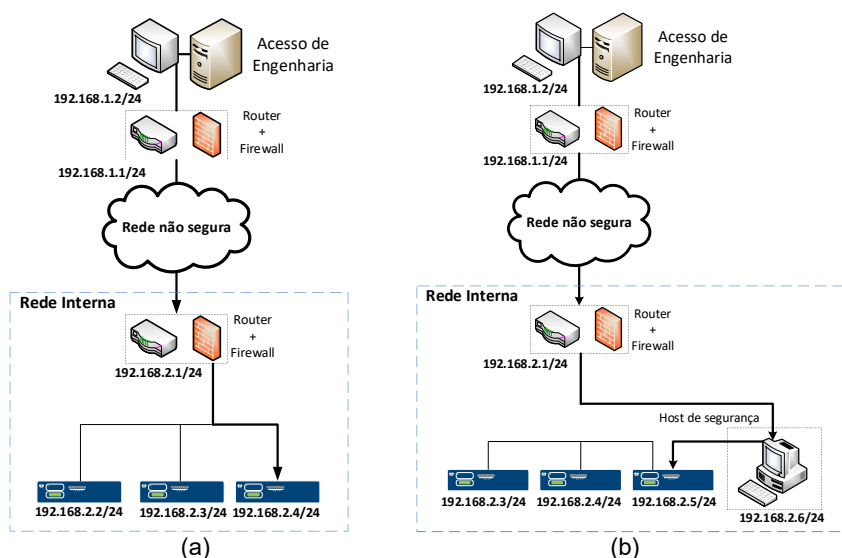 Acesso de
Engenharia
192.168.1.2/24
Router
+
Firewall
192.168.1.1/24
Rede não segura
Rede Interna
Router
+
Firewall
192.168.2.1/24
192.168.2.2/24
192.168.2.3/24
192.168.2.4/24
(a)
Acesso de
Engenharia
192.168.1.2/24
Router
+
Firewall
192.168.1.1/24
Rede não segura
Rede Interna
Router
+
Firewall
192.168.2.1/24
Host de segurança
192.168.2.3/24
192.168.2.4/24
192.168.2.5/24
192.168.2.6/24
(b)